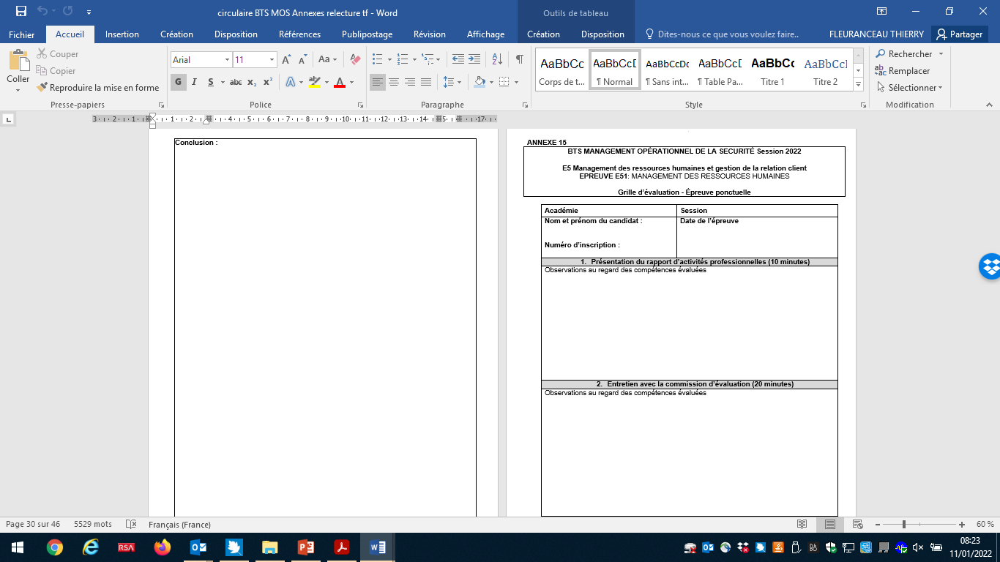 circulaire BTS MOS Annexes relecture tf - Word
Outils de tableau
Fichier
Accueil
Insertion
Création
Disposition
Références
Publipostage
Révision
Affichage
Création
Disposition
Dites-nous ce que vous voulez faire..
FLEURANCEAU THIERRY
Partager
Coller
Couper
Copier
Reproduire la mise en forme
Presse-papiers
Arial
11
Aa
G I S abc x₂ x²
Police
Paragraphe
AaBbCc
Corps de t...
AaBbCcD
¶ Normal
AaBbCcDc
¶ Sans int...
AaBbCcD
¶ Table Pa...
AaBbCc
Titre 1
AaBbCc
Titre 2
Style
Rechercher
Remplacer
Sélectionner
Modification
3 2 1 1 2 4 5 6 7 8 9 10 11 12 13 14 15 17
Conclusion :
ANNEXE 15
BTS MANAGEMENT OPÉRATIONNEL DE LA SECURITÉ Session 2022
E5 Management des ressources humaines et gestion de la relation client
EPREUVE E51: MANAGEMENT DES RESSOURCES HUMAINES
Grille d'évaluation - Épreuve ponctuelle
Académie
Session
Nom et prénom du candidat :
Date de l'épreuve
Numéro d'inscription :
1. Présentation du rapport d'activités professionnelles (10 minutes)
Observations au regard des compétences évaluées
2. Entretien avec la commission d'évaluation (20 minutes)
Observations au regard des compétences évaluées
Page 30 sur 46
5529 mots
Français (France)
60 %
RSA
08:23
11/01/2022